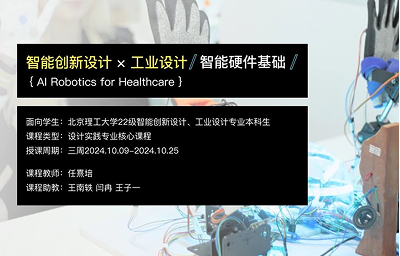 智能创新设计 × 工业设计 // 智能硬件基础 //
{ AI Robotics for Healthcare }
面向学生：北京理工大学22级智能创新设计、工业设计专业本科生
课程类型：设计实践专业核心课程
授课周期：三周2024.10.09-2024.10.25
课程教师：任熹培
课程助教：王南轶 闫冉 王子一